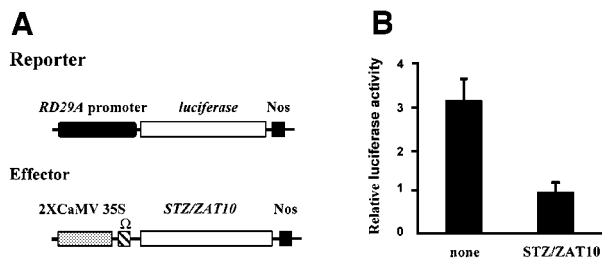 A
Reporter
RD29A promoter luciferase Nos
Effector
2XCaMV 35S Ω STZ/ZAT10 Nos
B
Relative luciferase activity
4
3
2
1
0
none STZ/ZAT10